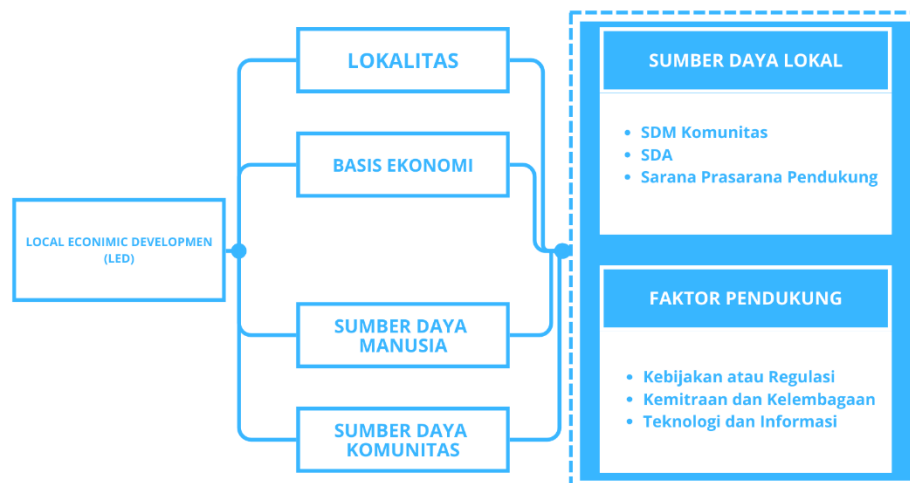 LOCAL ECONIMIC DEVELOPMEN
(LED)
LOKALITAS
BASIS EKONOMI
SUMBER DAYA
MANUSIA
SUMBER DAYA
KOMUNITAS
SUMBER DAYA LOKAL
• SDM Komunitas
• SDA
• Sarana Prasarana Pendukung
FAKTOR PENDUKUNG
• Kebijakan atau Regulasi
• Kemitraan dan Kelembagaan
• Teknologi dan Informasi